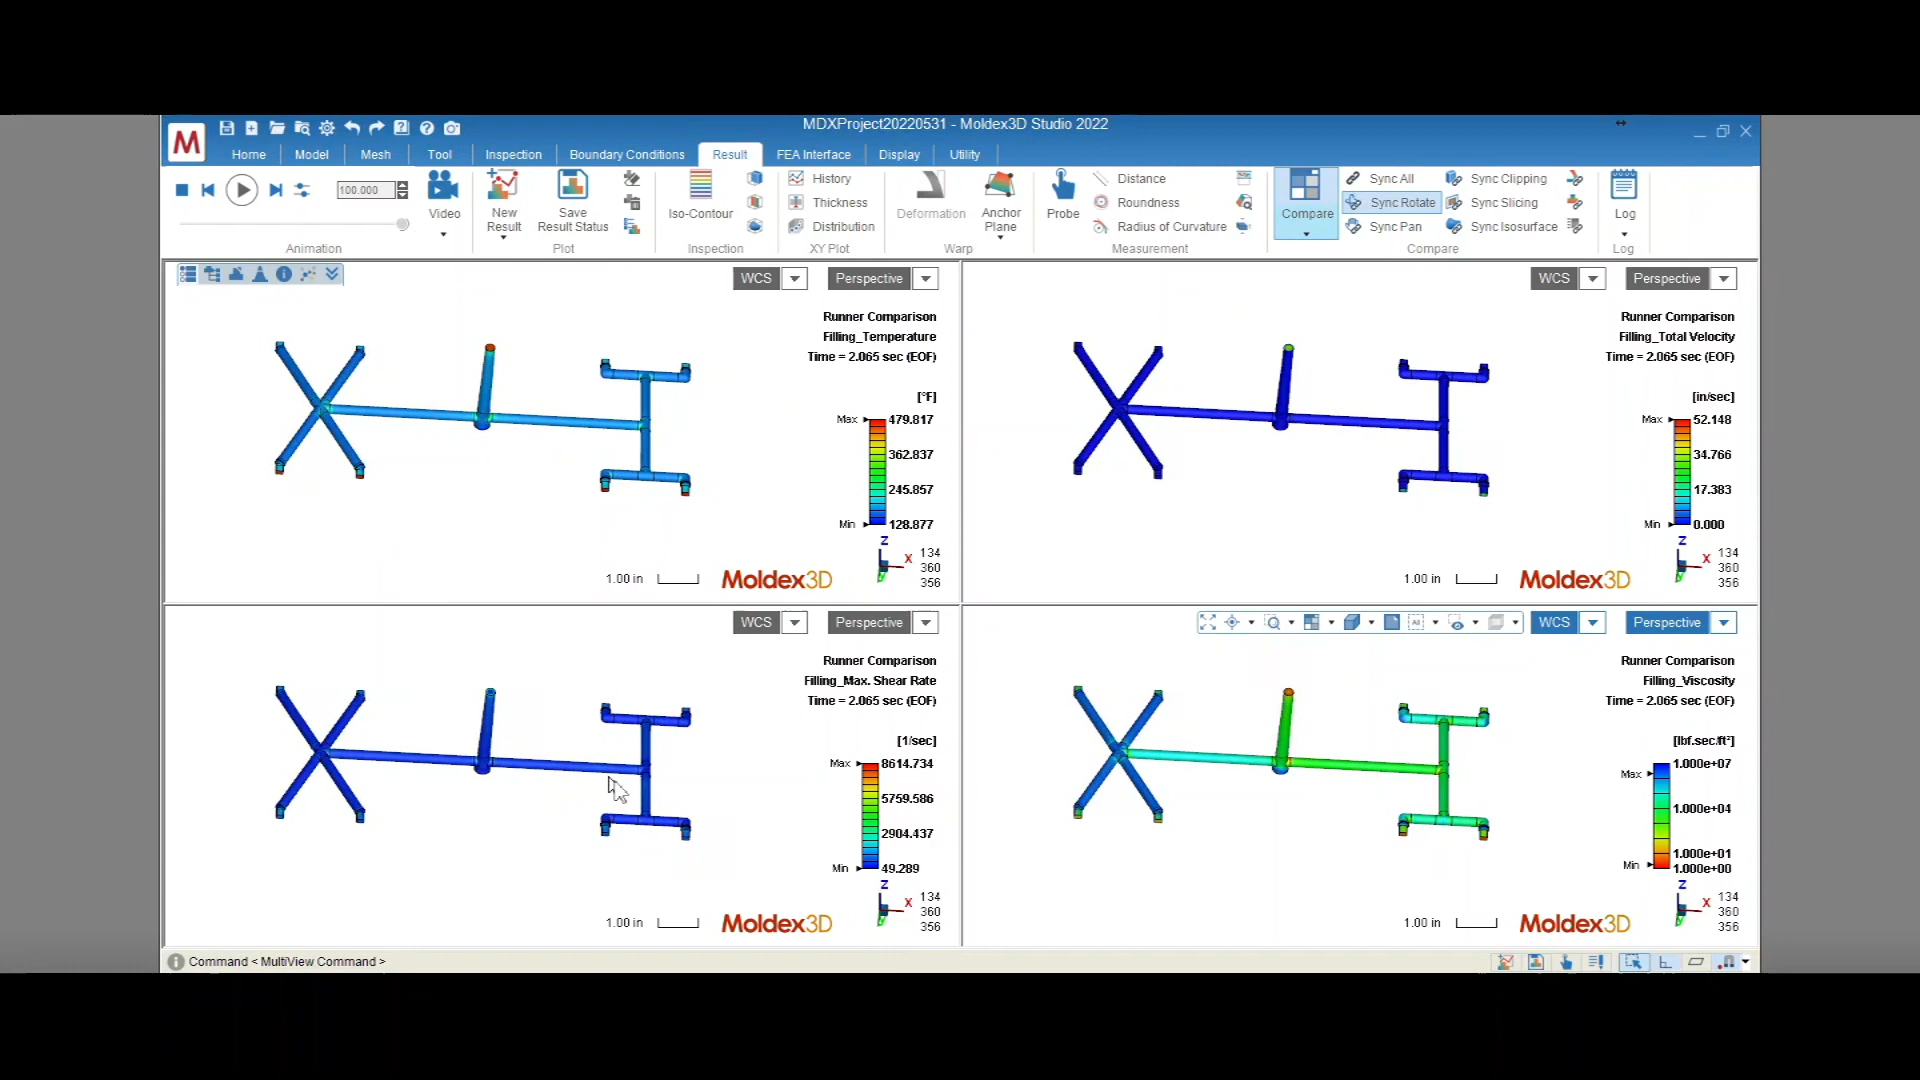 MDXProject20220531 - Moldex3D Studio 2022
M
Home Model Mesh Tool Inspection Boundary Conditions Result FEA Interface Display Utility
100.000
Video
New Result
Save Result Status
Iso-Contour
History
Thickness
Distribution
Deformation
Anchor Plane
Probe
Distance
Roundness
Radius of Curvature
Compare
Sync All
Sync Rotate
Sync Pan
Sync Clipping
Sync Slicing
Sync Isosurface
Log
Animation Plot Inspection XY Plot Warp Measurement Compare Log
WCS Perspective
Runner Comparison
Filling_Temperature
Time = 2.065 sec (EOF)
[°F]
Max 479.817
362.837
245.857
Min 128.877
Z
X
134
360
356
1.00 in
Moldex3D
WCS Perspective
Runner Comparison
Filling_Total Velocity
Time = 2.065 sec (EOF)
[in/sec]
Max 52.148
34.766
17.383
Min 0.000
Z
X
134
360
356
1.00 in
Moldex3D
WCS Perspective
Runner Comparison
Filling_Max. Shear Rate
Time = 2.065 sec (EOF)
[1/sec]
Max 8614.734
5759.586
2904.437
Min 49.289
Z
X
134
360
356
1.00 in
Moldex3D
WCS Perspective
Runner Comparison
Filling_Viscosity
Time = 2.065 sec (EOF)
[lbf.sec/ft²]
1.000e+07
Max
1.000e+04
1.000e+01
Min
1.000e+00
Z
X
134
360
356
1.00 in
Moldex3D
Command < MultiView Command >